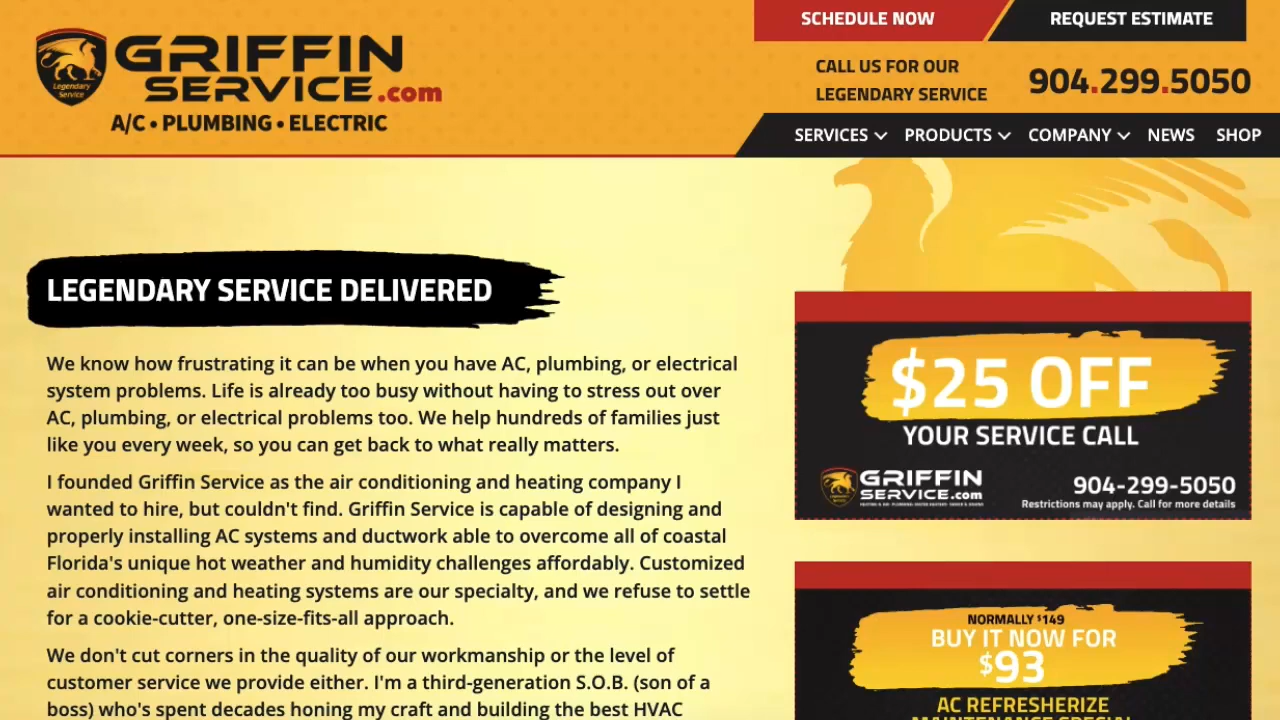 SCHEDULE NOW
REQUEST ESTIMATE
GRIFFIN
SERVICE.com
Legendary
Service
A/C • PLUMBING • ELECTRIC
CALL US FOR OUR
LEGENDARY SERVICE
904.299.5050
SERVICES
PRODUCTS
COMPANY
NEWS
SHOP
LEGENDARY SERVICE DELIVERED
We know how frustrating it can be when you have AC, plumbing, or electrical
system problems. Life is already too busy without having to stress out over
AC, plumbing, or electrical problems too. We help hundreds of families just
like you every week, so you can get back to what really matters.
I founded Griffin Service as the air conditioning and heating company I
wanted to hire, but couldn't find. Griffin Service is capable of designing and
properly installing AC systems and ductwork able to overcome all of coastal
Florida's unique hot weather and humidity challenges affordably. Customized
air conditioning and heating systems are our specialty, and we refuse to settle
for a cookie-cutter, one-size-fits-all approach.
We don't cut corners in the quality of our workmanship or the level of
customer service we provide either. I'm a third-generation S.O.B. (son of a
boss) who's spent decades honing my craft and building the best HVAC
$25 OFF
YOUR SERVICE CALL
GRIFFIN
SERVICE.com
904-299-5050
Restrictions may apply. Call for more details
NORMALLY $149
BUY IT NOW FOR
$93
AC REFRESHERIZE
MAINTENANCE SPECIAL